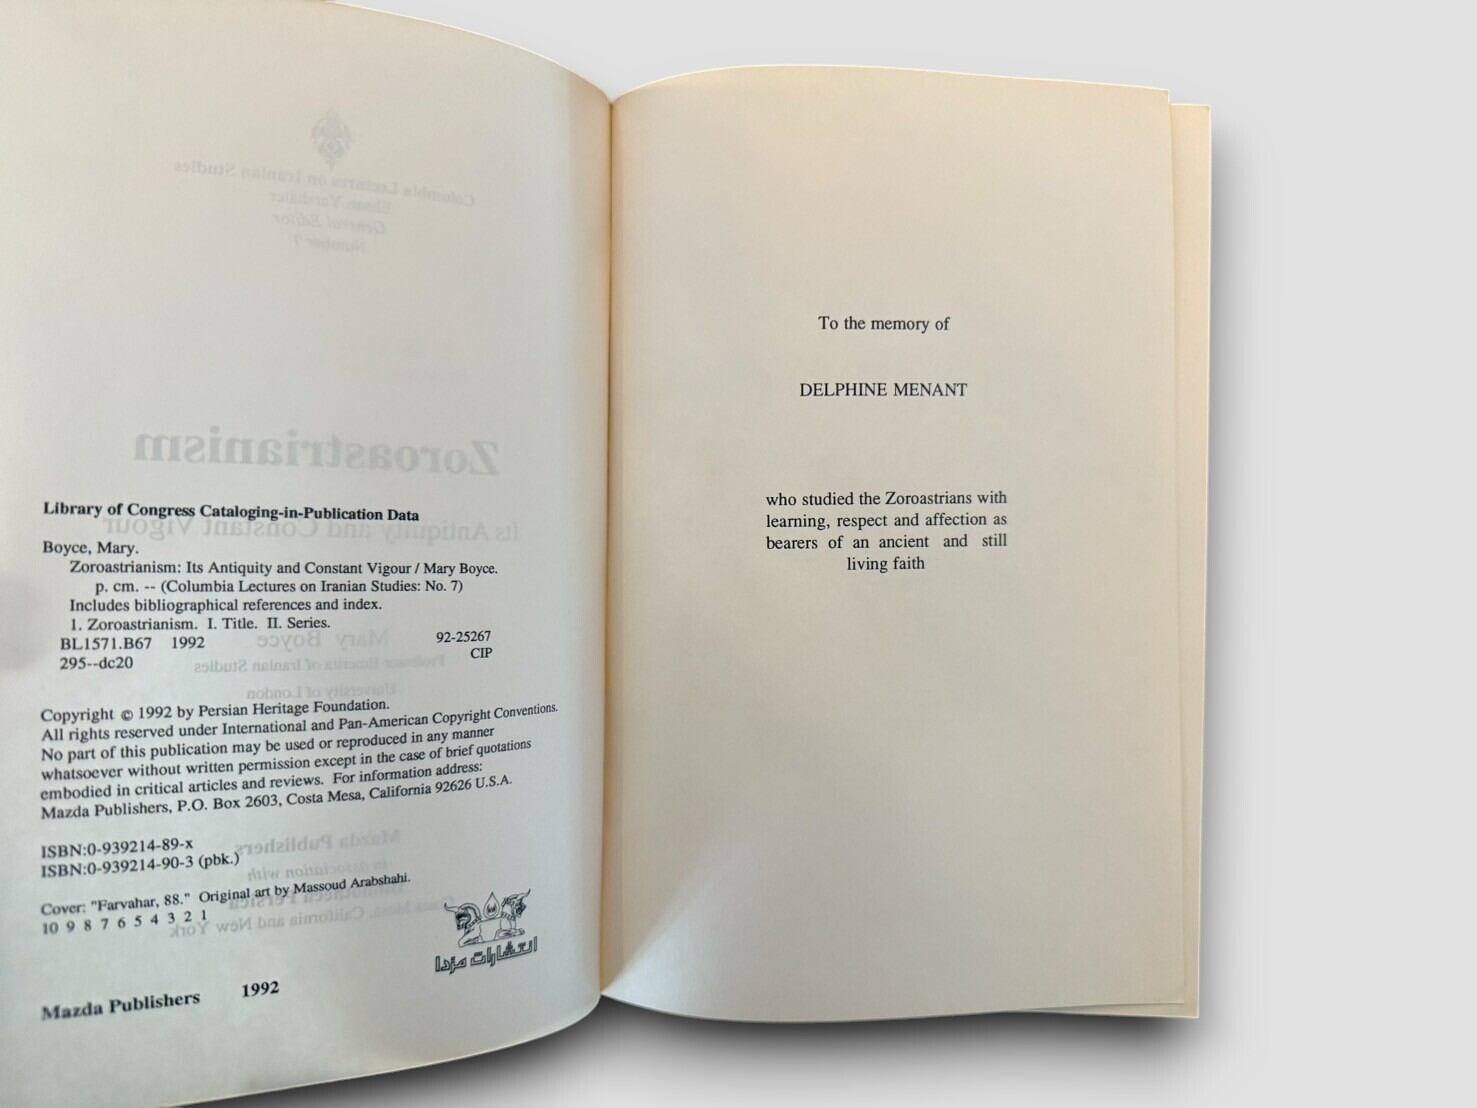 Library of Congress Cataloging-in-Publication Data
Boyce, Mary.
Zoroastrianism: Its Antiquity and Constant Vigour / Mary Boyce.
p. cm. -- (Columbia Lectures on Iranian Studies: No. 7)
Includes bibliographical references and index.
1. Zoroastrianism. I. Title. II. Series.
BL1571.B67 1992 92-25267
295--dc20 CIP
Copyright © 1992 by Persian Heritage Foundation.
All rights reserved under International and Pan-American Copyright Conventions.
No part of this publication may be used or reproduced in any manner
whatsoever without written permission except in the case of brief quotations
embodied in critical articles and reviews. For information address:
Mazda Publishers, P.O. Box 2603, Costa Mesa, California 92626 U.S.A.
ISBN:0-939214-89-x
ISBN:0-939214-90-3 (pbk.)
Cover: "Farvahar, 88." Original art by Massoud Arabshahi.
10 9 8 7 6 5 4 3 2 1
انتشارات مزدا
Mazda Publishers 1992
To the memory of
DELPHINE MENANT
who studied the Zoroastrians with
learning, respect and affection as
bearers of an ancient and still
living faith